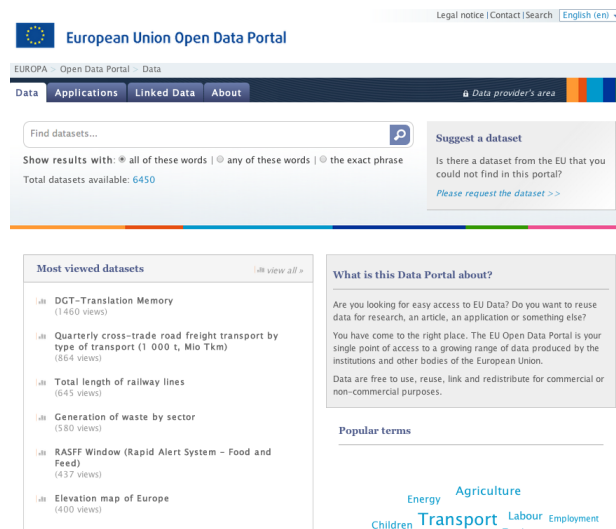 Legal notice | Contact | Search English (en)
European Union Open Data Portal
EUROPA > Open Data Portal > Data
Data Applications Linked Data About Data provider's area
Find datasets...
Show results with: all of these words | any of these words | the exact phrase
Total datasets available: 6450
Suggest a dataset
Is there a dataset from the EU that you
could not find in this portal?
Please request the dataset >>
Most viewed datasets view all »
DGT-Translation Memory
(1460 views)
Quarterly cross-trade road freight transport by
type of transport (1 000 t, Mio Tkm)
(864 views)
Total length of railway lines
(645 views)
Generation of waste by sector
(580 views)
RASFF Window (Rapid Alert System - Food and
Feed)
(437 views)
Elevation map of Europe
(400 views)
What is this Data Portal about?
Are you looking for easy access to EU Data? Do you want to reuse
data for research, an article, an application or something else?
You have come to the right place. The EU Open Data Portal is your
single point of access to a growing range of data produced by the
institutions and other bodies of the European Union.
Data are free to use, reuse, link and redistribute for commercial or
non-commercial purposes.
Popular terms
Energy Agriculture
Children Transport Labour Employment